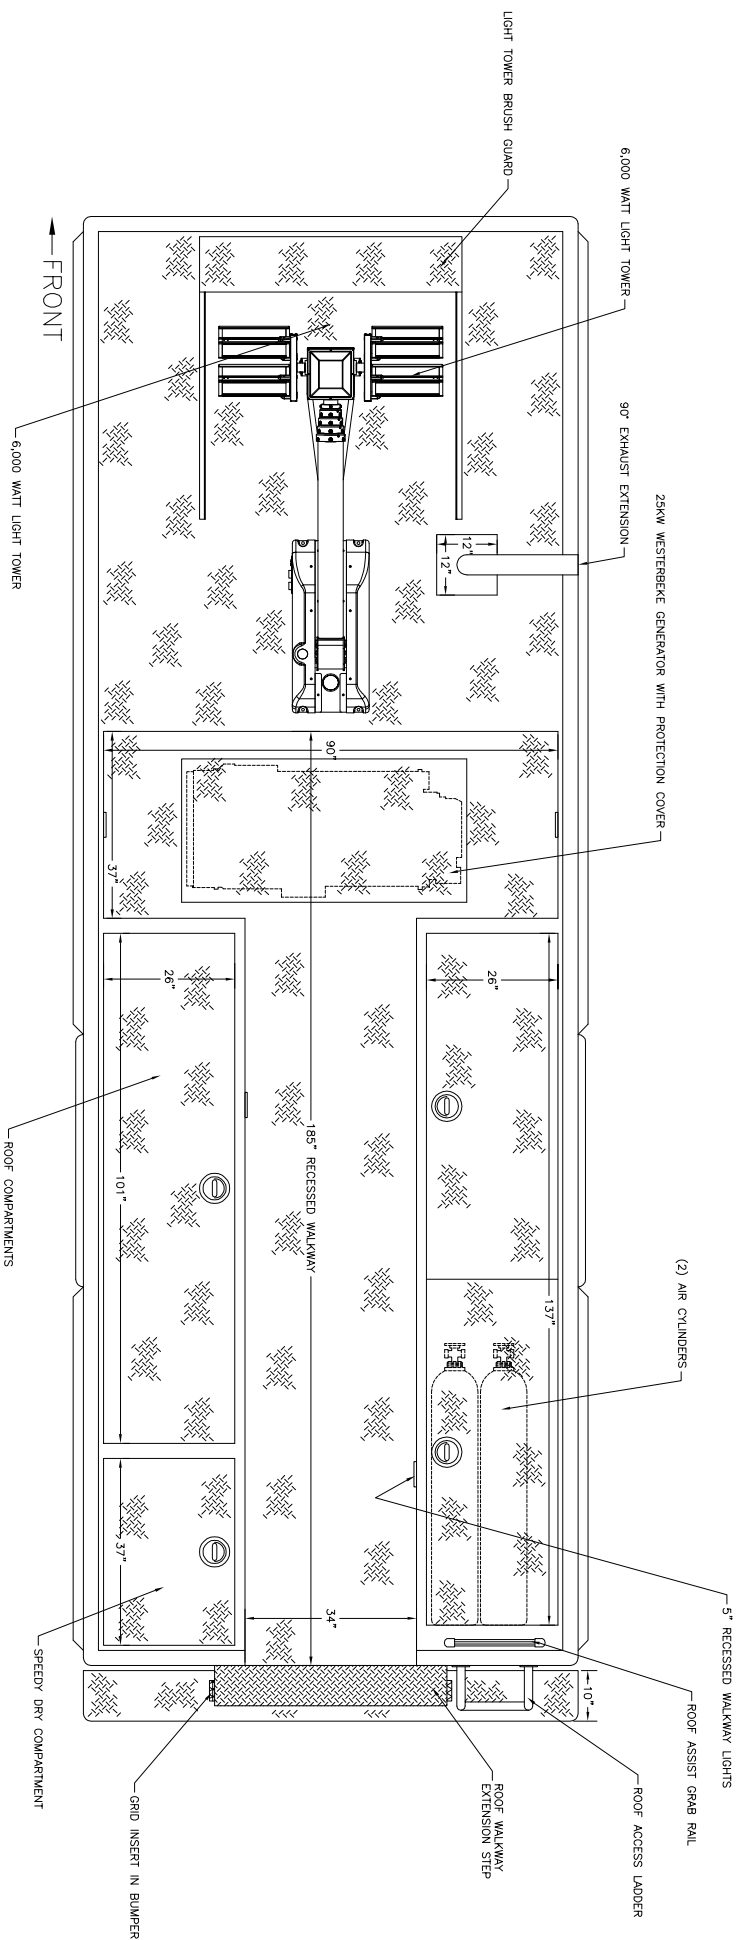 LIGHT TOWER BRUSH GUARD
6,000 WATT LIGHT TOWER
90° EXHAUST EXTENSION
25KW WESTERBEKE GENERATOR WITH PROTECTION COVER
(2) AIR CYLINDERS
5" RECESSED WALKWAY LIGHTS
ROOF ASSIST GRAB RAIL
ROOF ACCESS LADDER
ROOF WALKWAY
EXTENSION STEP
GRID INSERT IN BUMPER
SPEEDY DRY COMPARTMENT
ROOF COMPARTMENTS
6,000 WATT LIGHT TOWER
FRONT
12"
12"
90"
37"
26"
26"
137"
185" RECESSED WALKWAY
101"
37"
34"
10"